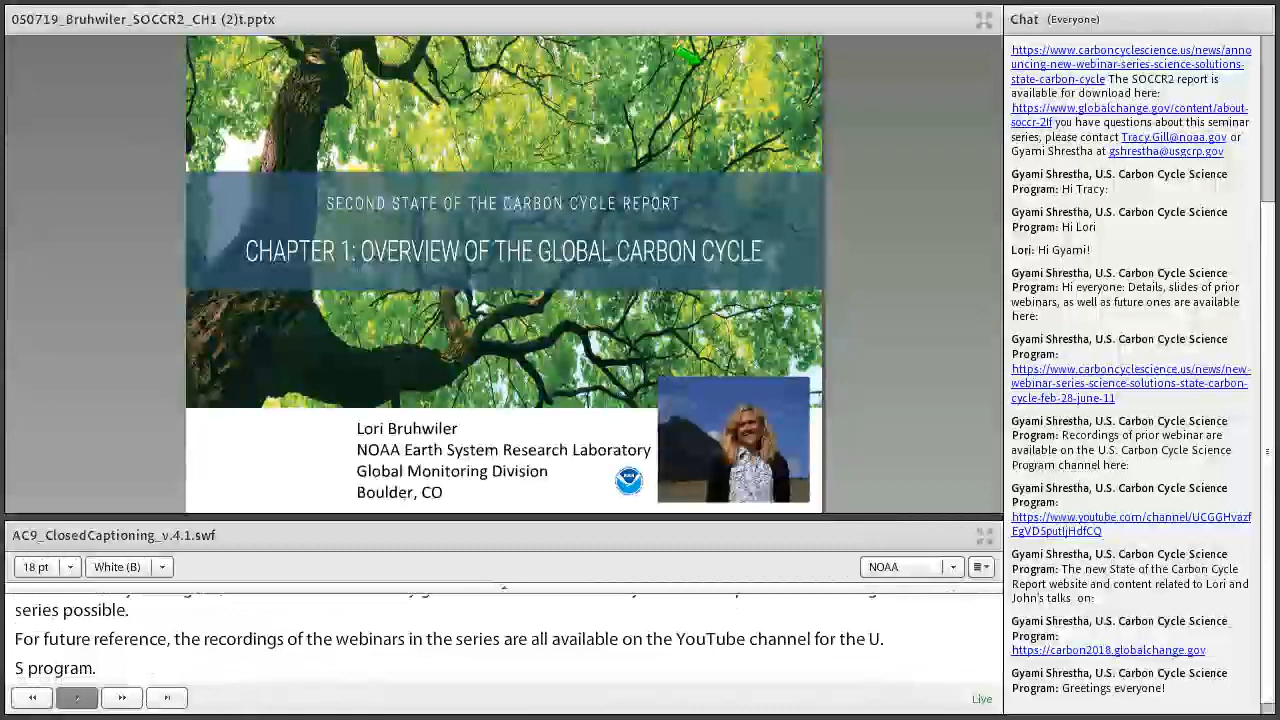 050719_Bruhwiler_SOCCR2_CH1 (2)t.pptx
SECOND STATE OF THE CARBON CYCLE REPORT
CHAPTER 1: OVERVIEW OF THE GLOBAL CARBON CYCLE
Lori Bruhwiler
NOAA Earth System Research Laboratory
Global Monitoring Division
Boulder, CO
AC9_ClosedCaptioning_v.4.1.swf
18 pt
White (B)
NOAA
series possible.
For future reference, the recordings of the webinars in the series are all available on the YouTube channel for the U.
S program.
Live
Chat (Everyone)
https://www.carboncyclescience.us/news/anno
uncing-new-webinar-series-science-solutions-
state-carbon-cycle The SOCCR2 report is
available for download here:
https://www.globalchange.gov/content/about-
soccr-2If you have questions about this seminar
series, please contact Tracy.Gill@noaa.gov or
Gyami Shrestha at gshrestha@usgcrp.gov
Gyami Shrestha, U.S. Carbon Cycle Science
Program: Hi Tracy:
Gyami Shrestha, U.S. Carbon Cycle Science
Program: Hi Lori
Lori: Hi Gyami!
Gyami Shrestha, U.S. Carbon Cycle Science
Program: Hi everyone: Details, slides of prior
webinars, as well as future ones are available
here:
Gyami Shrestha, U.S. Carbon Cycle Science
Program:
https://www.carboncyclescience.us/news/new-
webinar-series-science-solutions-state-carbon-
cycle-feb-28-june-11
Gyami Shrestha, U.S. Carbon Cycle Science
Program: Recordings of prior webinar are
available on the U.S. Carbon Cycle Science
Program channel here:
Gyami Shrestha, U.S. Carbon Cycle Science
Program:
https://www.youtube.com/channel/UCGGHvazf
EgVD5putIjHdfCQ
Gyami Shrestha, U.S. Carbon Cycle Science
Program: The new State of the Carbon Cycle
Report website and content related to Lori and
John's talks on:
Gyami Shrestha, U.S. Carbon Cycle Science
Program:
https://carbon2018.globalchange.gov
Gyami Shrestha, U.S. Carbon Cycle Science
Program: Greetings everyone!